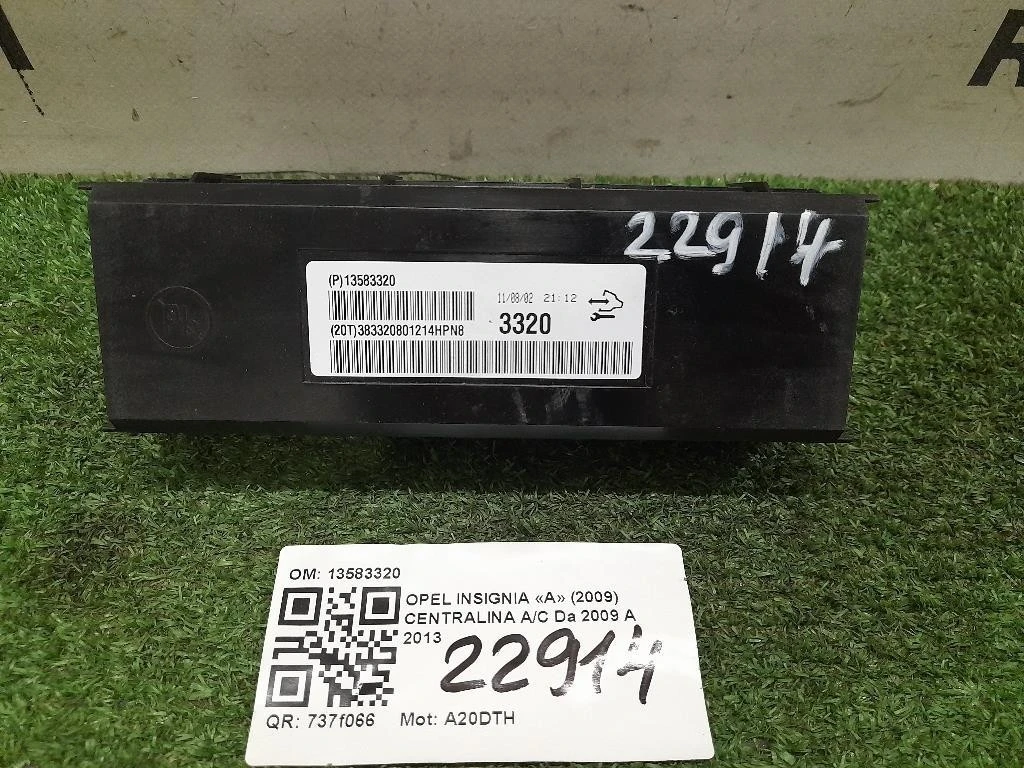 22914
(P)13583320
11/08/02 21:12
(20T)383320801214HPN8
3320
OM: 13583320
OPEL INSIGNIA «A» (2009)
CENTRALINA A/C Da 2009 A
2013
22914
QR: 737f066 Mot: A20DTH